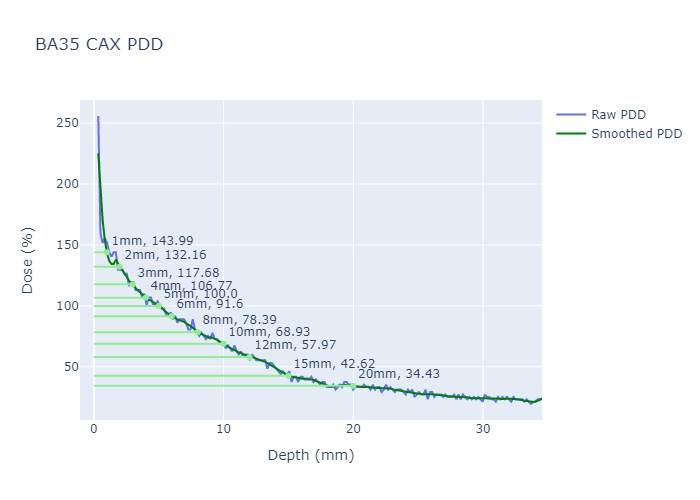 BA35 CAX PDD
Raw PDD
Smoothed PDD
250
200
150
100
50
0
10
20
30
Dose (%)
Depth (mm)
1mm, 143.99
2mm, 132.16
3mm, 117.68
4mm, 106.77
5mm, 100.0
6mm, 91.6
8mm, 78.39
10mm, 68.93
12mm, 57.97
15mm, 42.62
20mm, 34.43